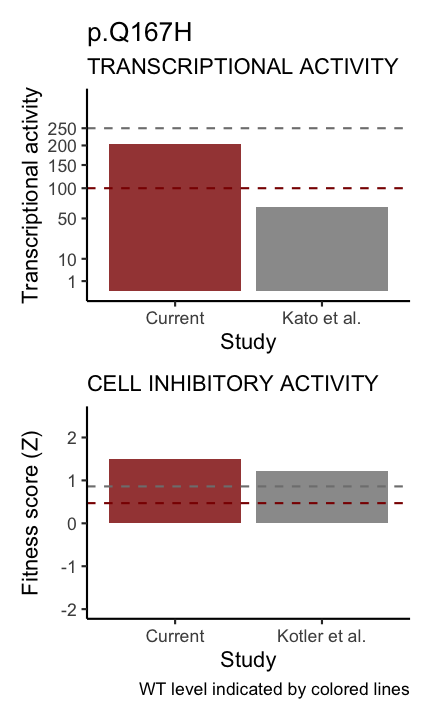 p.Q167H
TRANSCRIPTIONAL ACTIVITY
Transcriptional activity
250
200
150
100
50
10
1
Current
Kato et al.
Study
CELL INHIBITORY ACTIVITY
Fitness score (Z)
2
1
0
-1
-2
Current
Kotler et al.
Study
WT level indicated by colored lines